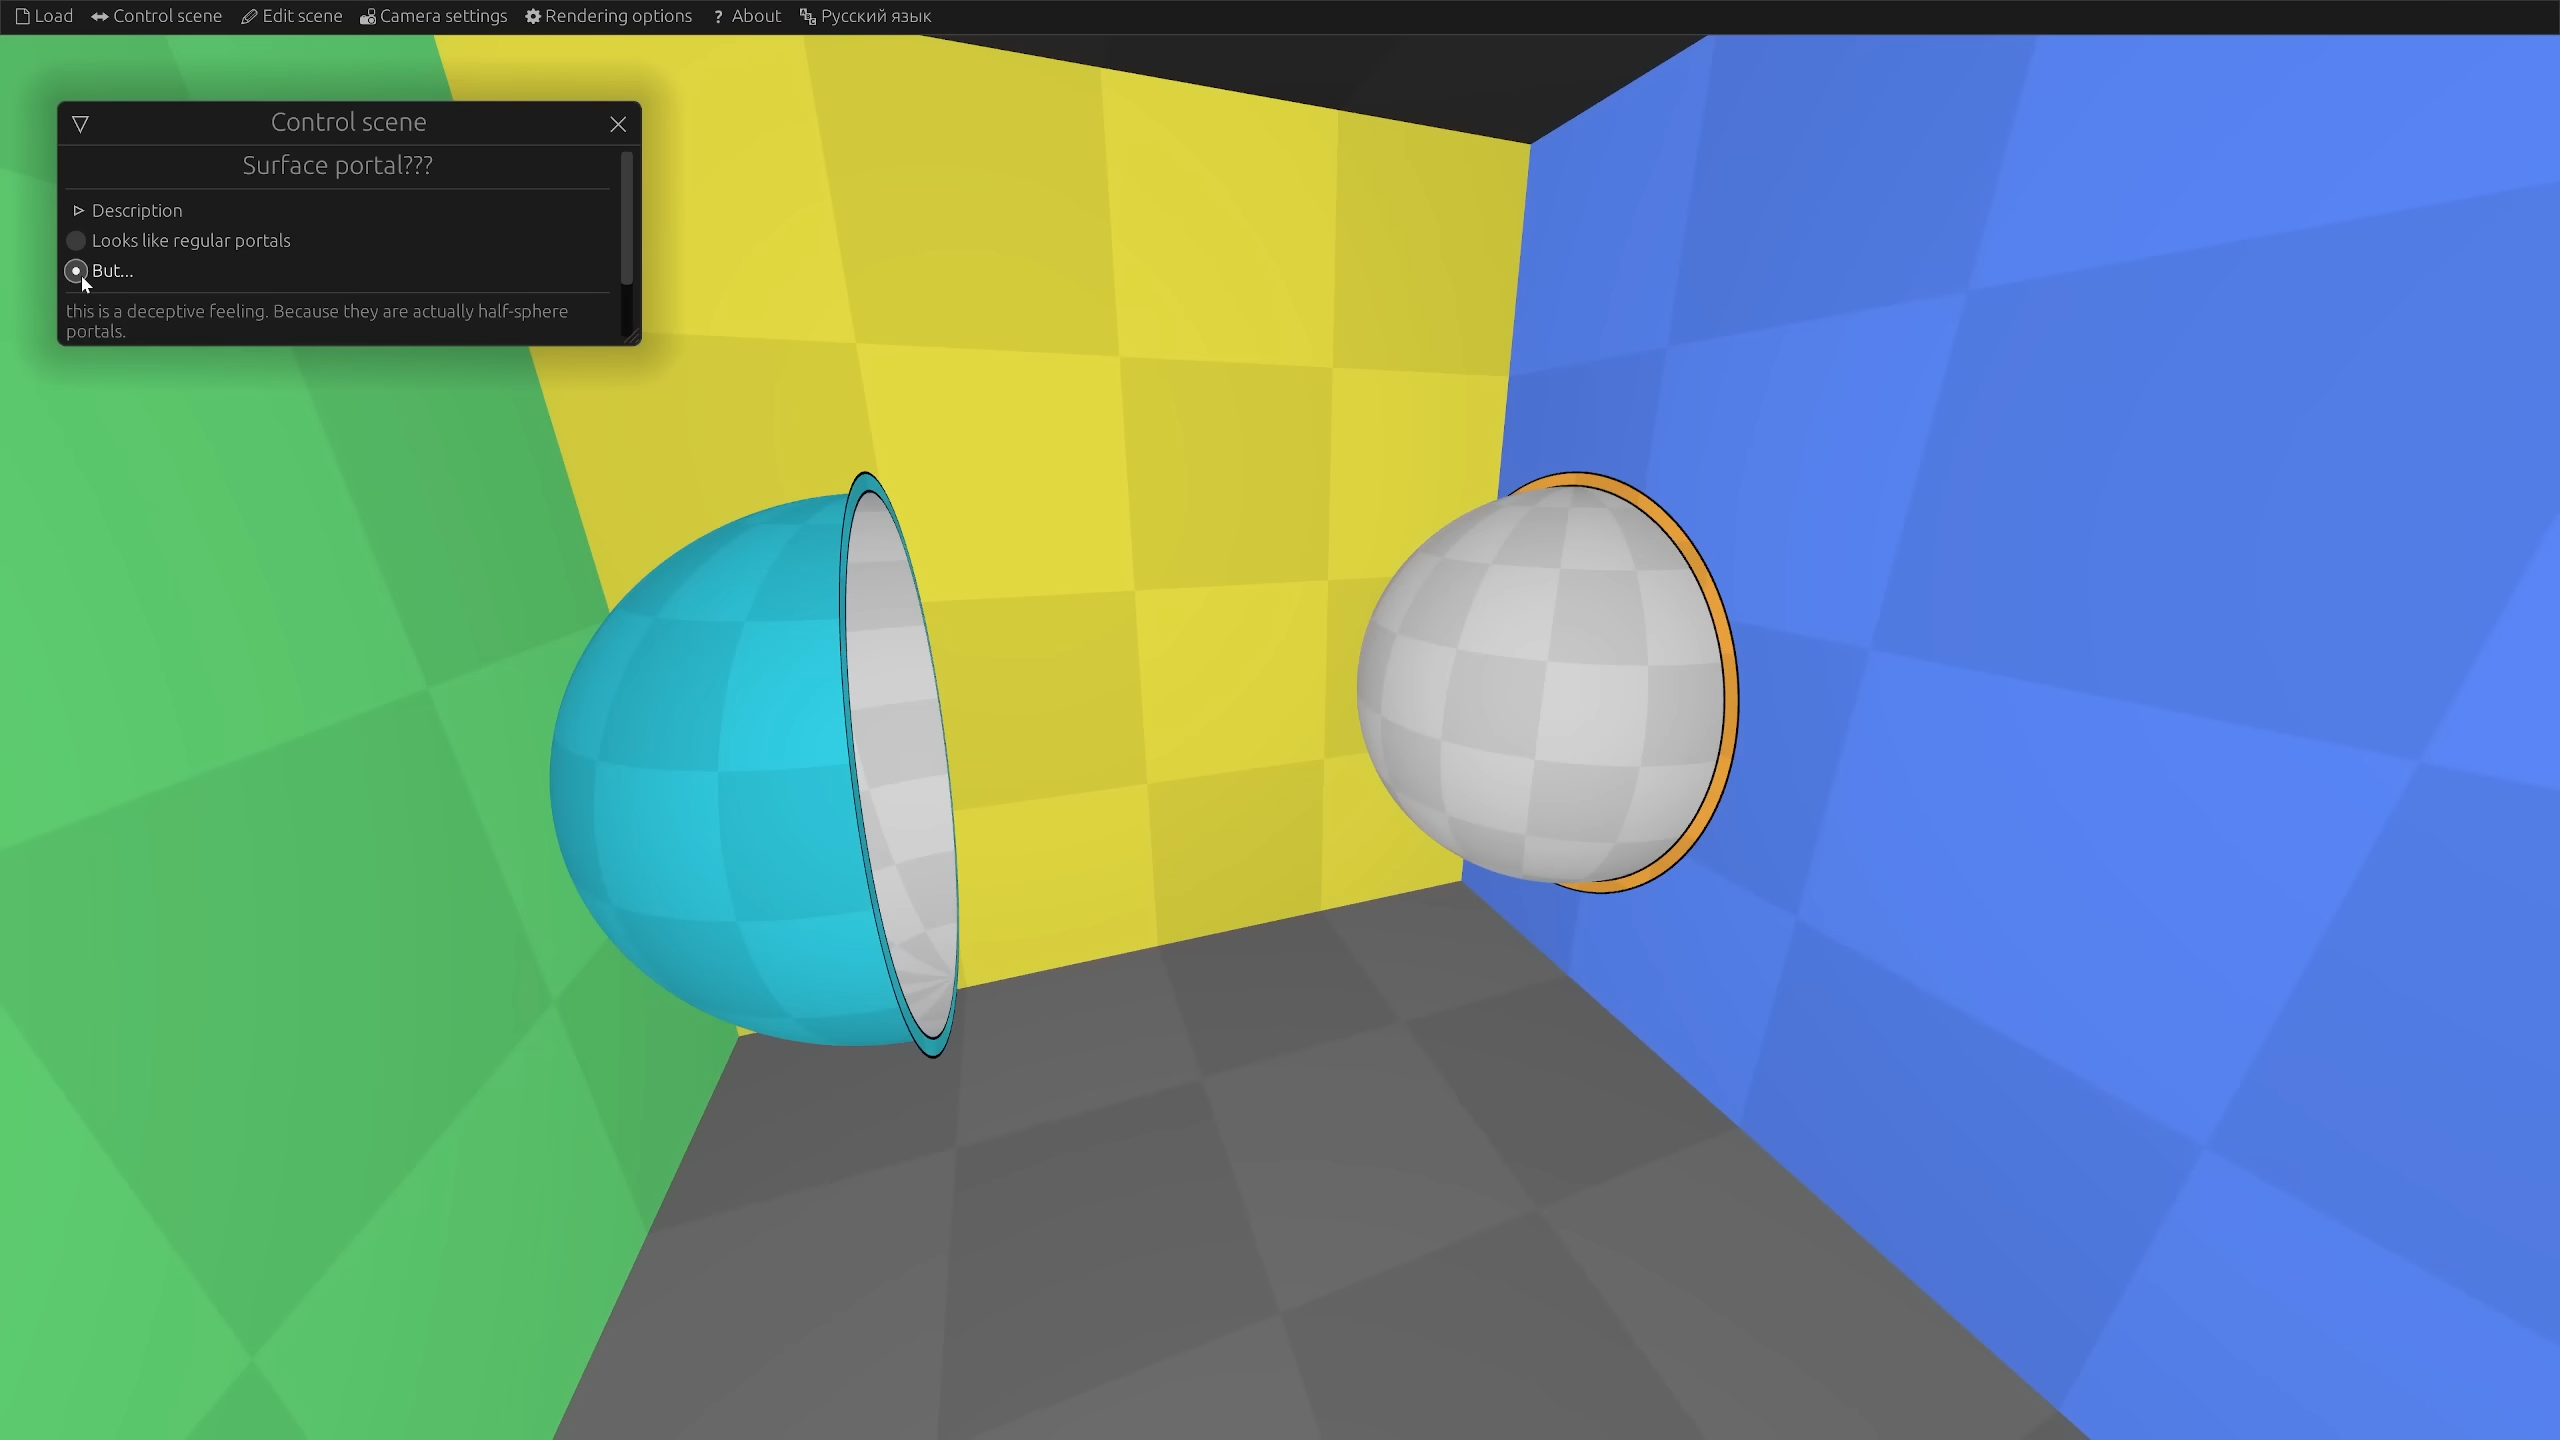 Load Control scene Edit scene Camera settings Rendering options ? About Русский язык
Control scene
Surface portal???
Description
Looks like regular portals
But...
this is a deceptive feeling. Because they are actually half-sphere
portals.